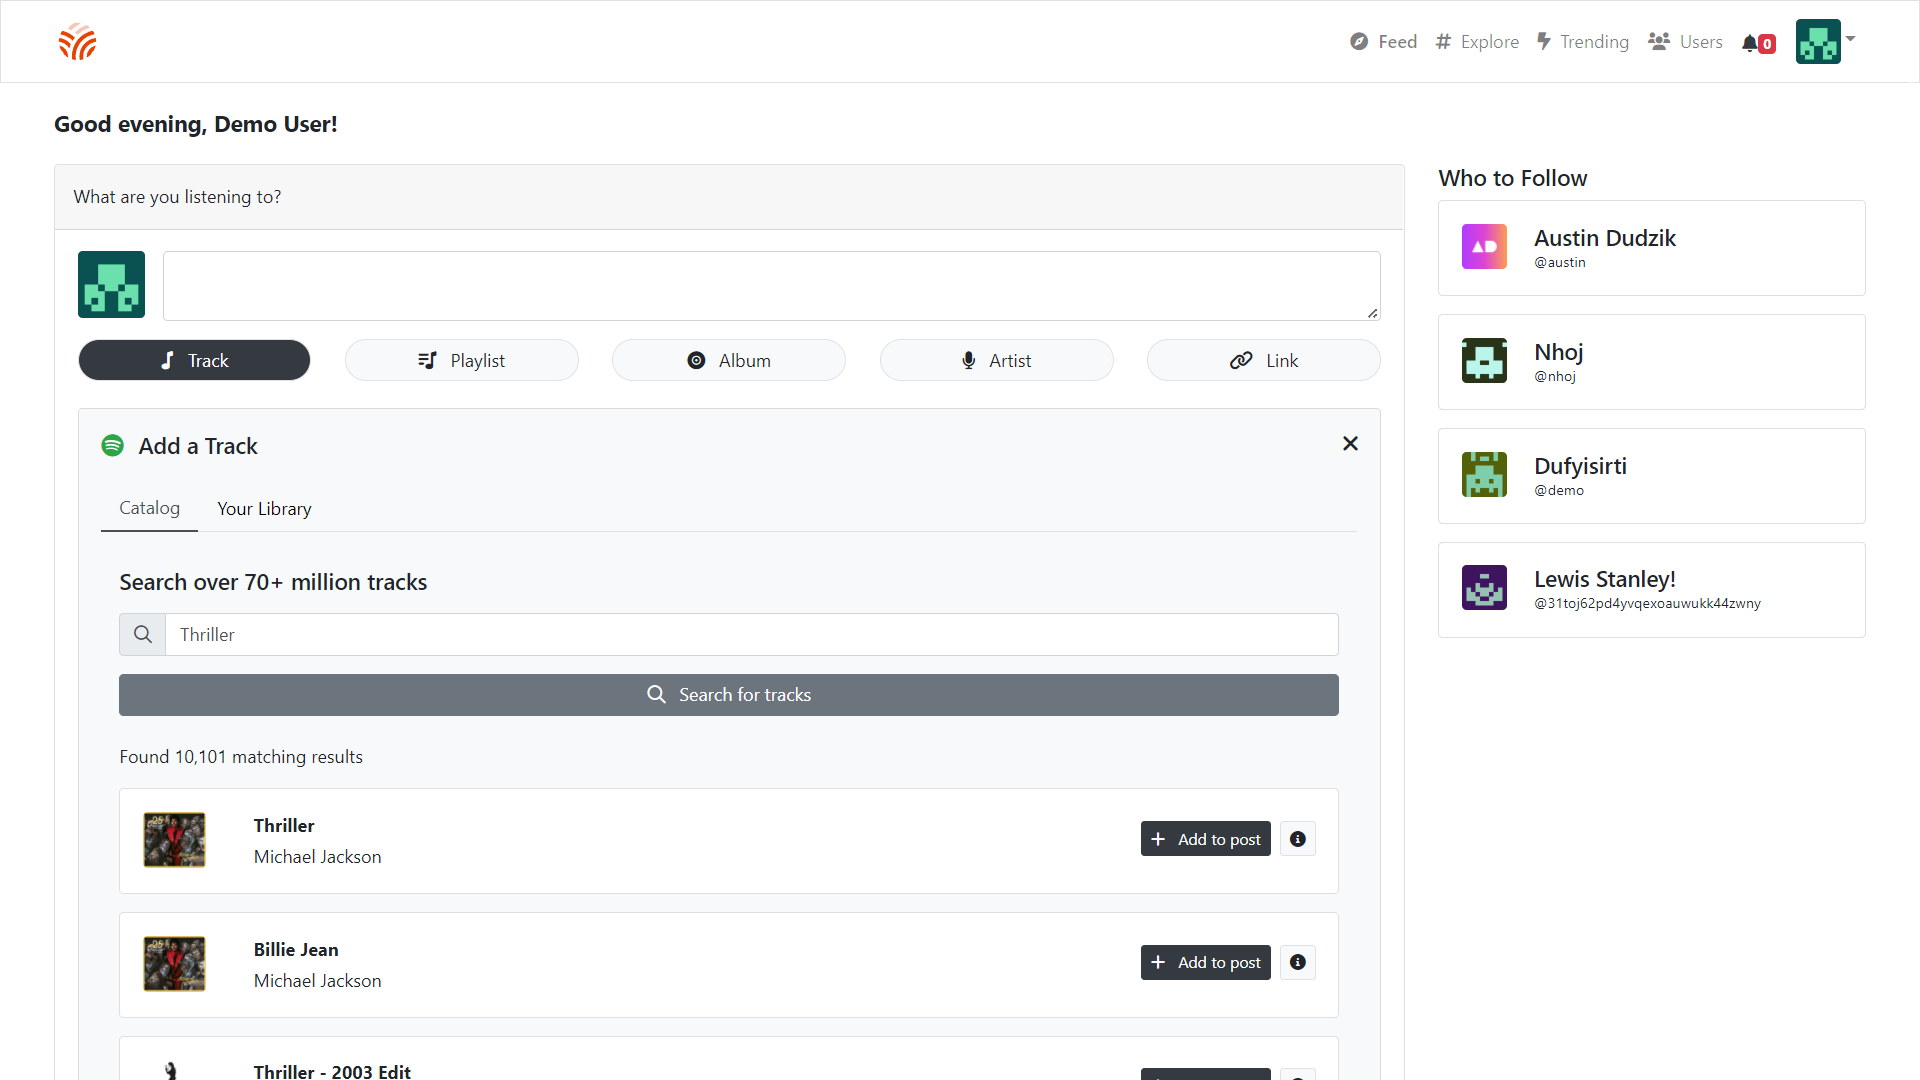 Feed
Explore
Trending
Users
0
Good evening, Demo User!
What are you listening to?
Track
Playlist
Album
Artist
Link
Add a Track
Catalog
Your Library
Search over 70+ million tracks
Thriller
Search for tracks
Found 10,101 matching results
Thriller
Michael Jackson
Add to post
Billie Jean
Michael Jackson
Add to post
Thriller - 2003 Edit
Who to Follow
AD
Austin Dudzik
@austin
Nhoj
@nhoj
Dufyisirti
@demo
Lewis Stanley!
@31toj62pd4yvqexoauwukk44zwny